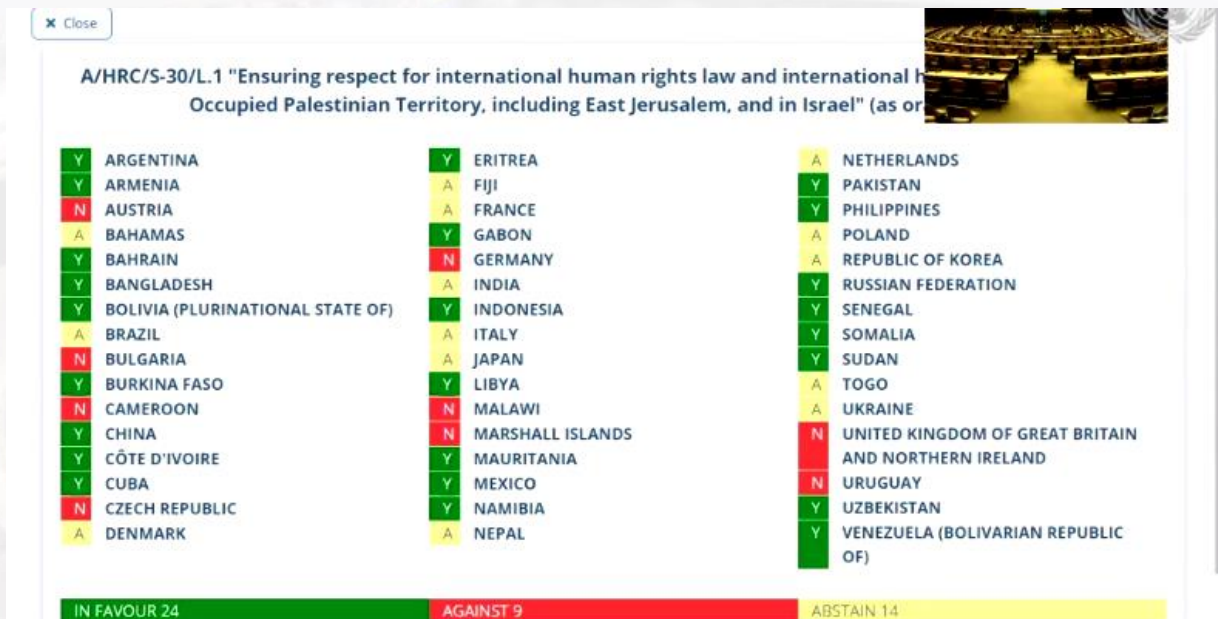 ✖ Close
A/HRC/S-30/L.1 "Ensuring respect for international human rights law and international
Occupied Palestinian Territory, including East Jerusalem, and in Israel" (as
Y ARGENTINA
Y ARMENIA
N AUSTRIA
A BAHAMAS
Y BAHRAIN
Y BANGLADESH
Y BOLIVIA (PLURINATIONAL STATE OF)
A BRAZIL
N BULGARIA
Y BURKINA FASO
N CAMEROON
Y CHINA
Y CÔTE D'IVOIRE
Y CUBA
N CZECH REPUBLIC
A DENMARK
Y ERITREA
A FIJI
A FRANCE
Y GABON
N GERMANY
A INDIA
Y INDONESIA
A ITALY
A JAPAN
Y LIBYA
N MALAWI
N MARSHALL ISLANDS
Y MAURITANIA
Y MEXICO
Y NAMIBIA
A NEPAL
A NETHERLANDS
Y PAKISTAN
Y PHILIPPINES
A POLAND
A REPUBLIC OF KOREA
Y RUSSIAN FEDERATION
Y SENEGAL
Y SOMALIA
Y SUDAN
A TOGO
A UKRAINE
N UNITED KINGDOM OF GREAT BRITAIN
AND NORTHERN IRELAND
N URUGUAY
Y UZBEKISTAN
Y VENEZUELA (BOLIVARIAN REPUBLIC
OF)
IN FAVOUR 24
AGAINST 9
ABSTAIN 14